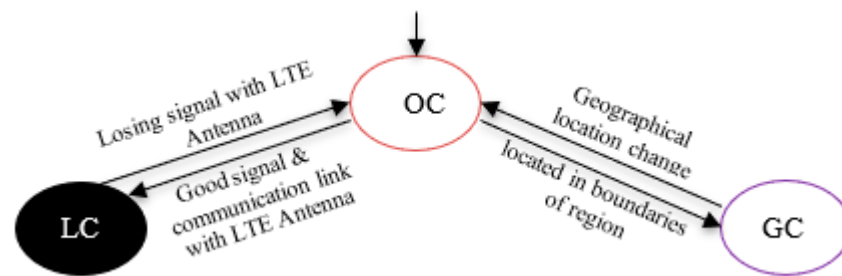 Losing signal with LTE
Antenna
OC
Good signal &
communication link
with LTE Antenna
Geographical
location change
located in boundaries
of region
LC
GC